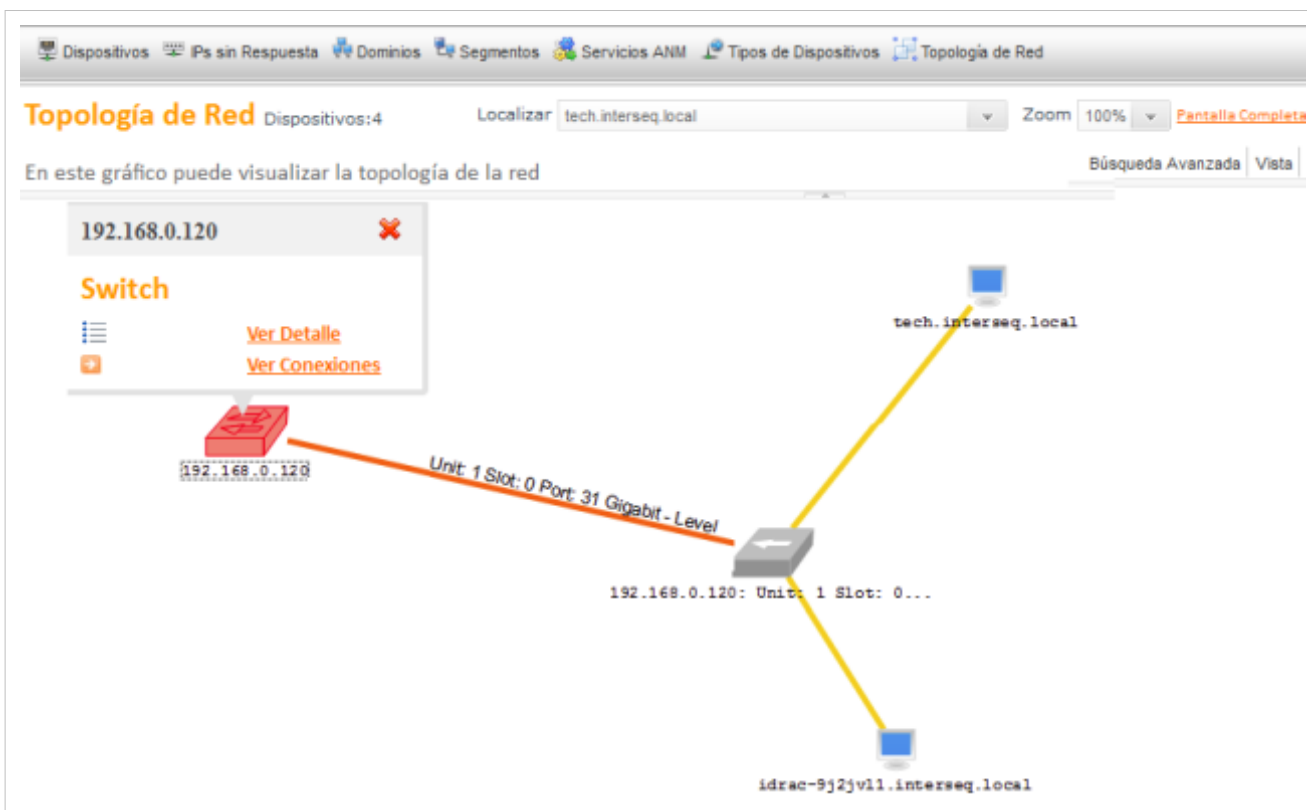 Dispositivos IPs sin Respuesta Dominios Segmentos Servicios ANM Tipos de Dispositivos Topología de Red
Topología de Red Dispositivos:4 Localizar tech.interseq.local Zoom 100% Pantalla Completa
En este gráfico puede visualizar la topología de la red
Búsqueda Avanzada Vista
192.168.0.120
Switch
Ver Detalle
Ver Conexiones
tech.interseq.local
192.168.0.120
Unit: 1 Slot: 0 Port: 31 Gigabit - Level
192.168.0.120: Unit: 1 Slot: 0...
idrac-9j2jvl1.interseq.local